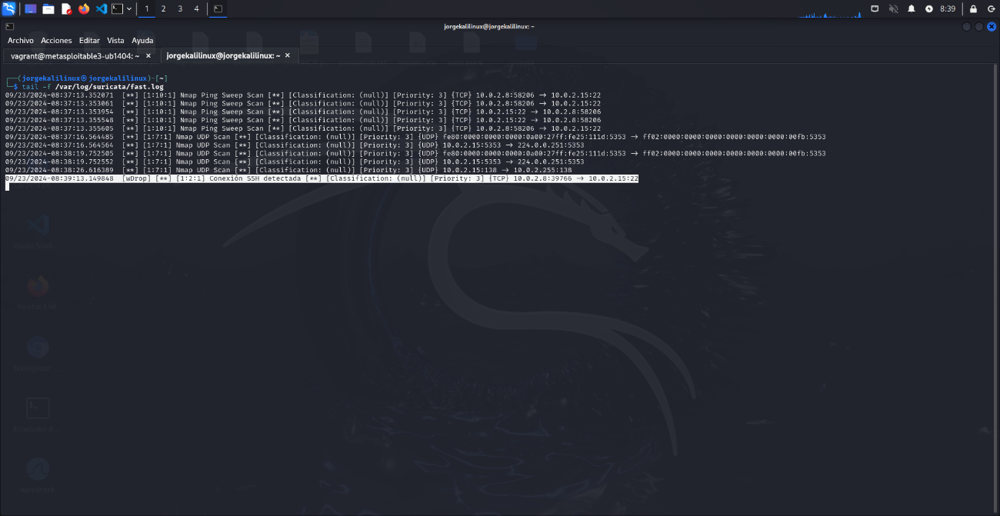 1 2 3 4
8:39
jorgekalilinux@jorgekalilinux: ~
Archivo Acciones Editar Vista Ayuda
vagrant@metasploitable3-ub1404: ~ × jorgekalilinux@jorgekalilinux: ~ ×
┌──(jorgekalilinux㉿jorgekalilinux)-[~]
└─$ tail -f /var/log/suricata/fast.log
09/23/2024-08:37:13.352071 [**] [1:10:1] Nmap Ping Sweep Scan [**] [Classification: (null)] [Priority: 3] {TCP} 10.0.2.8:58206 → 10.0.2.15:22
09/23/2024-08:37:13.353061 [**] [1:10:1] Nmap Ping Sweep Scan [**] [Classification: (null)] [Priority: 3] {TCP} 10.0.2.8:58206 → 10.0.2.15:22
09/23/2024-08:37:13.353954 [**] [1:10:1] Nmap Ping Sweep Scan [**] [Classification: (null)] [Priority: 3] {TCP} 10.0.2.15:22 → 10.0.2.8:58206
09/23/2024-08:37:13.355548 [**] [1:10:1] Nmap Ping Sweep Scan [**] [Classification: (null)] [Priority: 3] {TCP} 10.0.2.15:22 → 10.0.2.8:58206
09/23/2024-08:37:13.355605 [**] [1:10:1] Nmap Ping Sweep Scan [**] [Classification: (null)] [Priority: 3] {TCP} 10.0.2.8:58206 → 10.0.2.15:22
09/23/2024-08:37:16.564485 [**] [1:7:1] Nmap UDP Scan [**] [Classification: (null)] [Priority: 3] {UDP} fe80:0000:0000:0000:0a00:27ff:fe25:111d:5353 → ff02:0000:0000:0000:0000:0000:0000:00fb:5353
09/23/2024-08:37:16.564564 [**] [1:7:1] Nmap UDP Scan [**] [Classification: (null)] [Priority: 3] {UDP} 10.0.2.15:5353 → 224.0.0.251:5353
09/23/2024-08:38:19.752505 [**] [1:7:1] Nmap UDP Scan [**] [Classification: (null)] [Priority: 3] {UDP} fe80:0000:0000:0000:0a00:27ff:fe25:111d:5353 → ff02:0000:0000:0000:0000:0000:0000:00fb:5353
09/23/2024-08:38:19.752552 [**] [1:7:1] Nmap UDP Scan [**] [Classification: (null)] [Priority: 3] {UDP} 10.0.2.15:5353 → 224.0.0.251:5353
09/23/2024-08:38:26.616389 [**] [1:7:1] Nmap UDP Scan [**] [Classification: (null)] [Priority: 3] {UDP} 10.0.2.15:138 → 10.0.2.255:138
09/23/2024-08:39:13.149848 [wDrop] [**] [1:2:1] Conexión SSH detectada [**] [Classification: (null)] [Priority: 3] {TCP} 10.0.2.8:39766 → 10.0.2.15:22